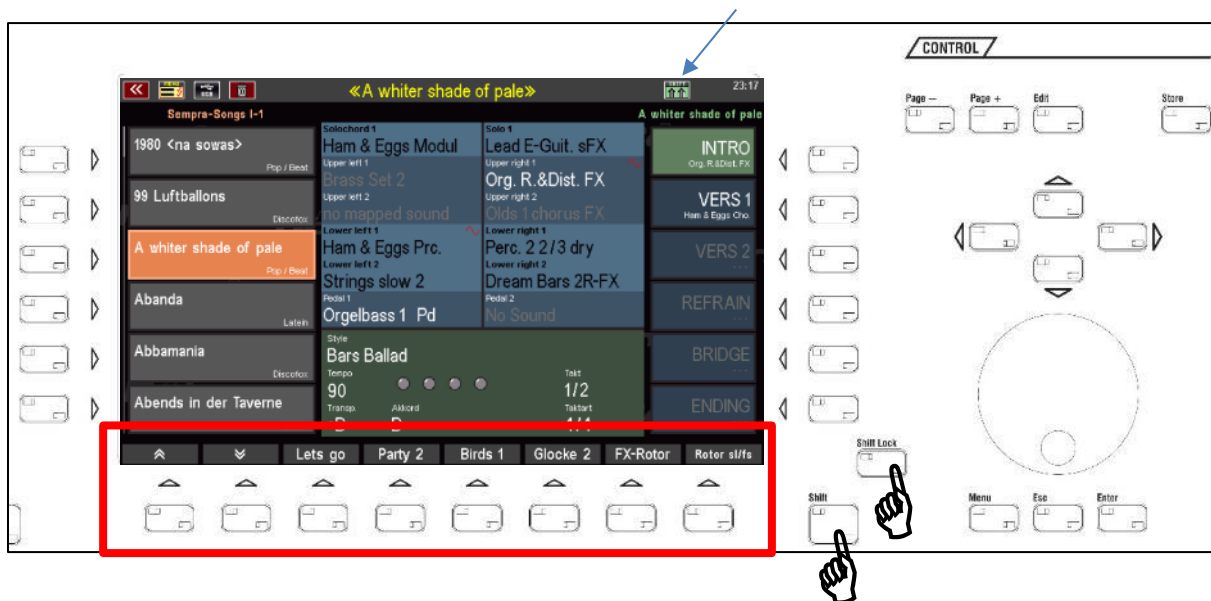 CONTROL
«A whiter shade of pale»
SHIFT
23:17
Sempra-Songs I-1
A whiter shade of pale
Page –
Page +
Edit
Store
1980 <na sowas>
Pop / Beat
99 Luftballons
Discofox
A whiter shade of pale
Pop / Beat
Abanda
Latein
Abbamania
Discofox
Abends in der Taverne
Solochord 1
Ham & Eggs Modul
Solo 1
Lead E-Guit. sFX
Upper left 1
Brass Set 2
Upper right 1
Org. R.&Dist. FX
Upper left 2
no mapped sound
Upper right 2
Olds 1chorus FX
Lower left 1
Ham & Eggs Prc.
Lower right 1
Perc. 2 2/3 dry
Lower left 2
Strings slow 2
Lower right 2
Dream Bars 2R-FX
Pedal 1
Orgelbass 1 Pd
Pedal 2
No Sound
Style
Bars Ballad
Tempo
90
Takt
1/2
Transp.
Akkord
Taktart
INTRO
Org. R.&Dist. FX
VERS 1
Ham & Eggs Cho.
VERS 2
---
REFRAIN
---
BRIDGE
---
ENDING
Lets go
Party 2
Birds 1
Glocke 2
FX-Rotor
Rotor sl/fs
Shift Lock
Shift
Menu
Esc
Enter